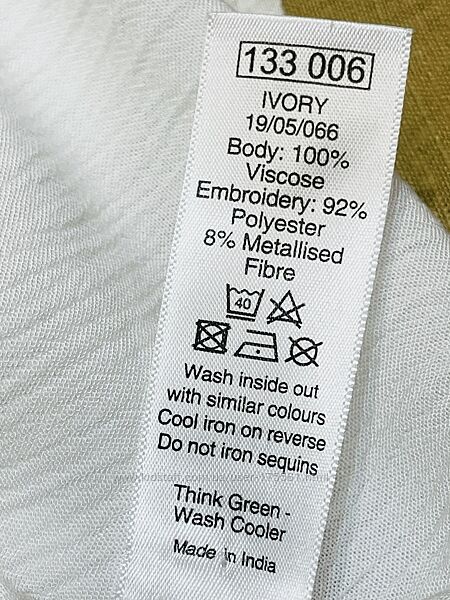 133 006
IVORY
19/05/066
Body: 100%
Viscose
Embroidery: 92%
Polyester
8% Metallised
Fibre
40
Wash inside out
with similar colours
Cool iron on reverse
Do not iron sequins
Think Green -
Wash Cooler
Made in India